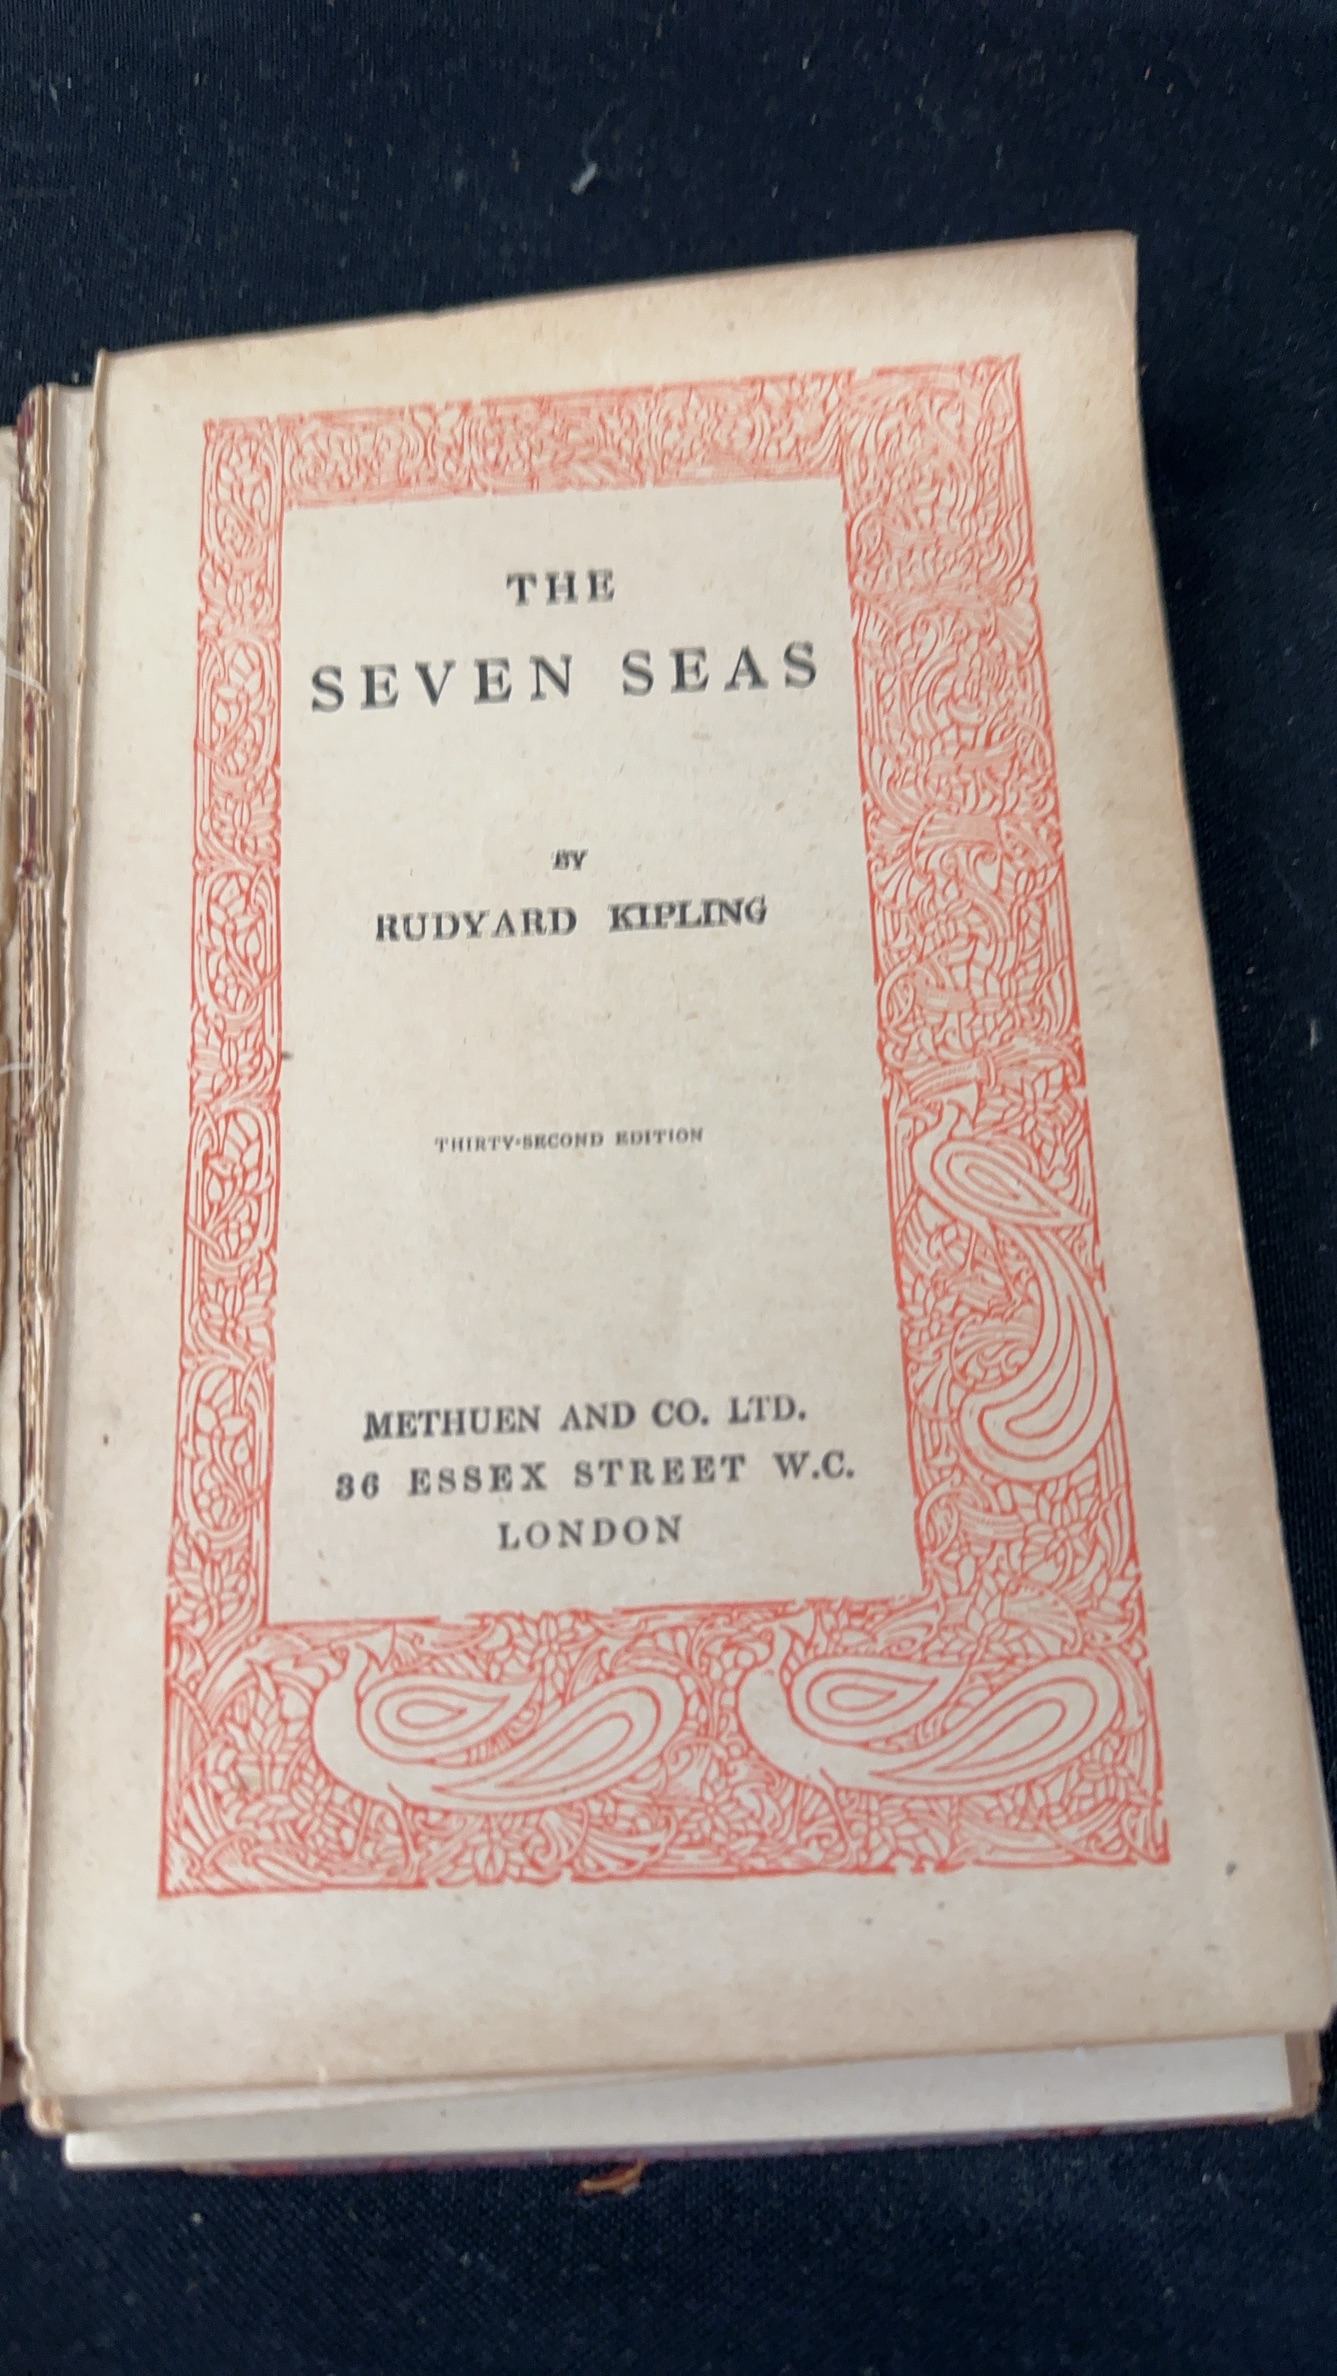 THE
SEVEN SEAS
BY
RUDYARD KIPLING
THIRTY-SECOND EDITION
METHUEN AND CO. LTD.
36 ESSEX STREET W.C.
LONDON